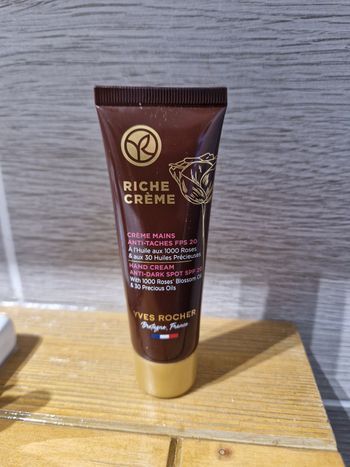 RICHE
CRÈME
CRÈME MAINS
ANTI-TACHES FPS 20
À l'Huile aux 1000 Roses
& aux 30 Huiles Précieuses
HAND CREAM
ANTI-DARK SPOT SPF 20
With 1000 Roses' Blossom Oil
& 30 Precious Oils
YVES ROCHER
Bretagne, France